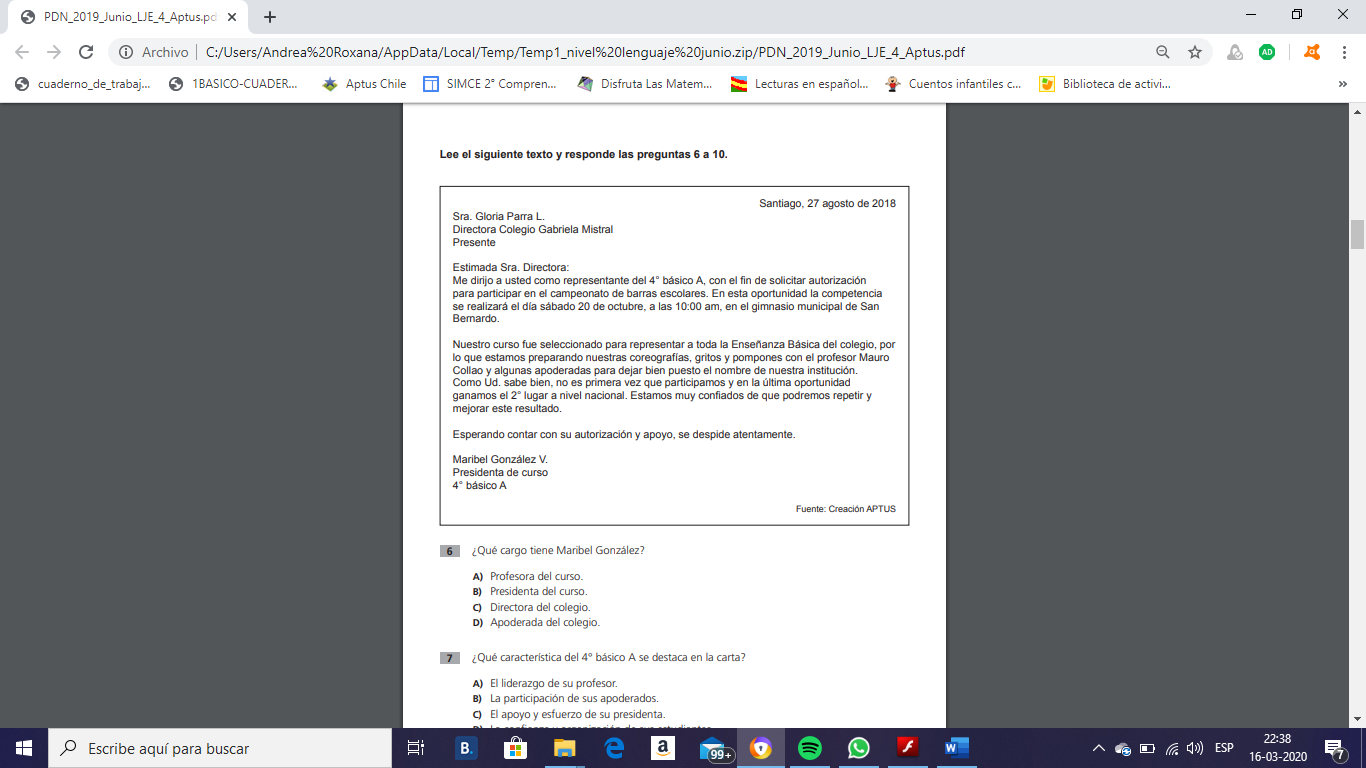 PDN_2019_Junio_LJE_4_Aptus.pd
Archivo
C:/Users/Andrea%20Roxana/AppData/Local/Temp/Temp1_nivel%20lenguaje%20junio.zip/PDN_2019_Junio_LJE_4_Aptus.pdf
AD
cuaderno_de_trabaj...
1BASICO-CUADER...
Aptus Chile
SIMCE 2° Compren...
Disfruta Las Matem...
Lecturas en español...
Cuentos infantiles c...
Biblioteca de activi...
»
Lee el siguiente texto y responde las preguntas 6 a 10.
Santiago, 27 agosto de 2018
Sra. Gloria Parra L.
Directora Colegio Gabriela Mistral
Presente
Estimada Sra. Directora:
Me dirijo a usted como representante del 4° básico A, con el fin de solicitar autorización
para participar en el campeonato de barras escolares. En esta oportunidad la competencia
se realizará el día sábado 20 de octubre, a las 10:00 am, en el gimnasio municipal de San
Bernardo.
Nuestro curso fue seleccionado para representar a toda la Enseñanza Básica del colegio, por
lo que estamos preparando nuestras coreografías, gritos y pompones con el profesor Mauro
Collao y algunas apoderadas para dejar bien puesto el nombre de nuestra institución.
Como Ud. sabe bien, no es primera vez que participamos y en la última oportunidad
ganamos el 2° lugar a nivel nacional. Estamos muy confiados de que podremos repetir y
mejorar este resultado.
Esperando contar con su autorización y apoyo, se despide atentamente.
Maribel González V.
Presidenta de curso
4° básico A
Fuente: Creación APTUS
6 ¿Qué cargo tiene Maribel González?
A) Profesora del curso.
B) Presidenta del curso.
C) Directora del colegio.
D) Apoderada del colegio.
7 ¿Qué característica del 4° básico A se destaca en la carta?
A) El liderazgo de su profesor.
B) La participación de sus apoderados.
C) El apoyo y esfuerzo de su presidenta.
Escribe aquí para buscar
B.
a
99+
ESP
22:38
16-03-2020
7